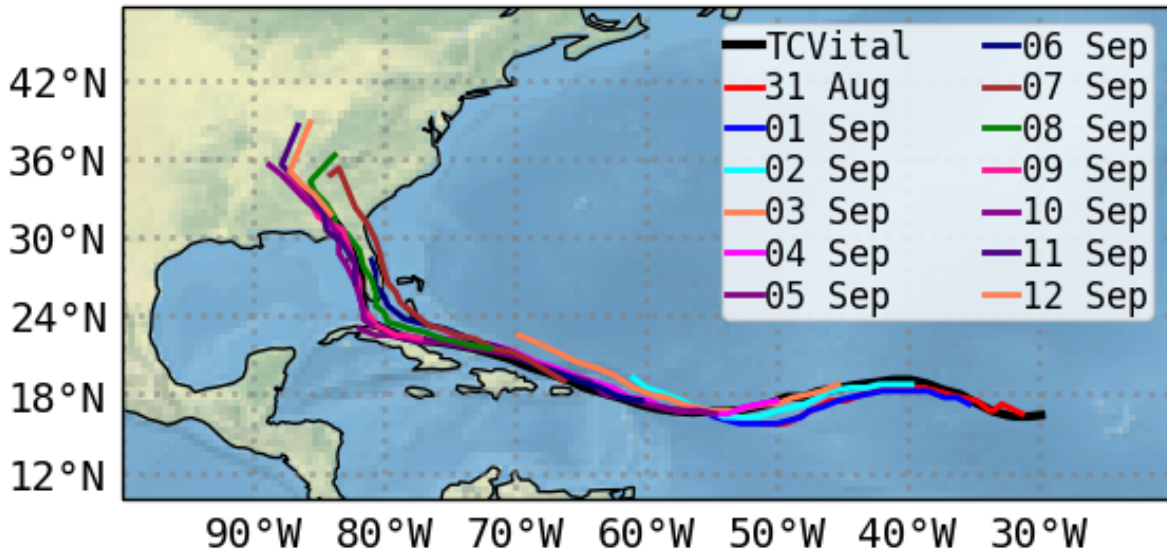 TCVital 06 Sep
31 Aug 07 Sep
01 Sep 08 Sep
02 Sep 09 Sep
03 Sep 10 Sep
04 Sep 11 Sep
05 Sep 12 Sep
42°N
36°N
30°N
24°N
18°N
12°N
90°W 80°W 70°W 60°W 50°W 40°W 30°W